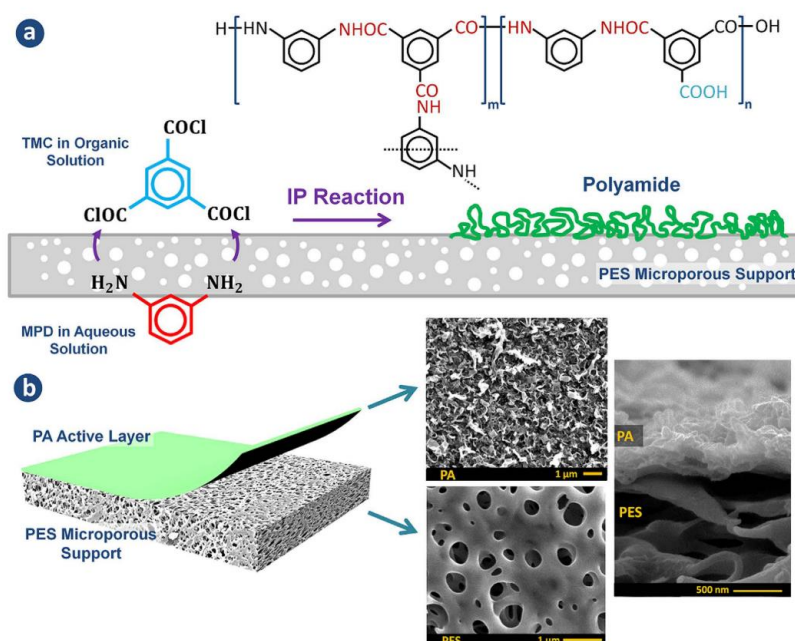 a
H
HN
NHOC
CO
HN
NHOC
CO
OH
CO
NH
COOH
m
n
NH
TMC in Organic
Solution
COCl
ClOC
COCl
IP Reaction
Polyamide
PES Microporous Support
H₂N
NH₂
MPD in Aqueous
Solution
b
PA Active Layer
PES Microporous
Support
PA
1 µm
PES
1 µm
PA
PES
500 nm